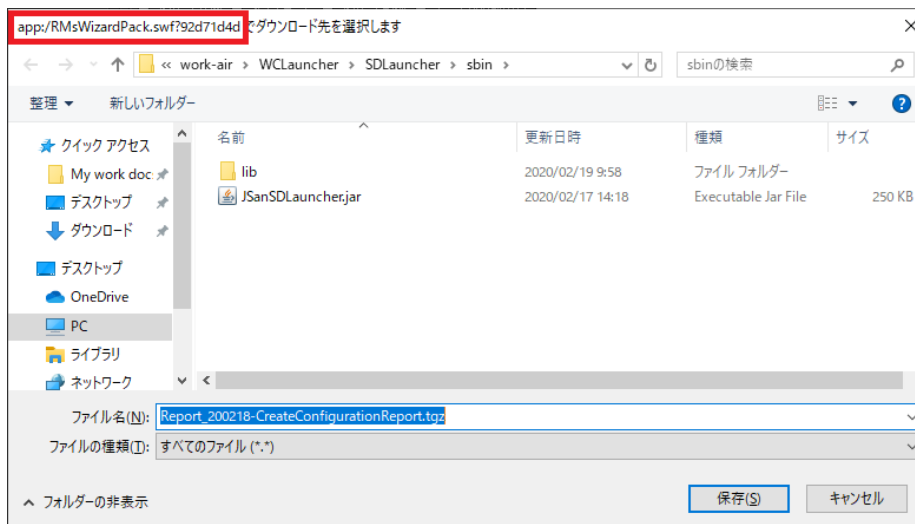 app:/RMsWizardPack.swf?92d71d4d でダウンロード先を選択します
« work-air › WCLauncher › SDLauncher › sbin ›
sbinの検索
整理
新しいフォルダー
名前
更新日時
種類
サイズ
クイック アクセス
My work doc
デスクトップ
ダウンロード
デスクトップ
OneDrive
PC
ライブラリ
ネットワーク
lib 2020/02/19 9:58 ファイル フォルダー
JSanSDLauncher.jar 2020/02/17 14:18 Executable Jar File 250 KB
ファイル名(N): Report_200218-CreateConfigurationReport.tgz
ファイルの種類(T): すべてのファイル (*.*)
フォルダーの非表示
保存(S)
キャンセル